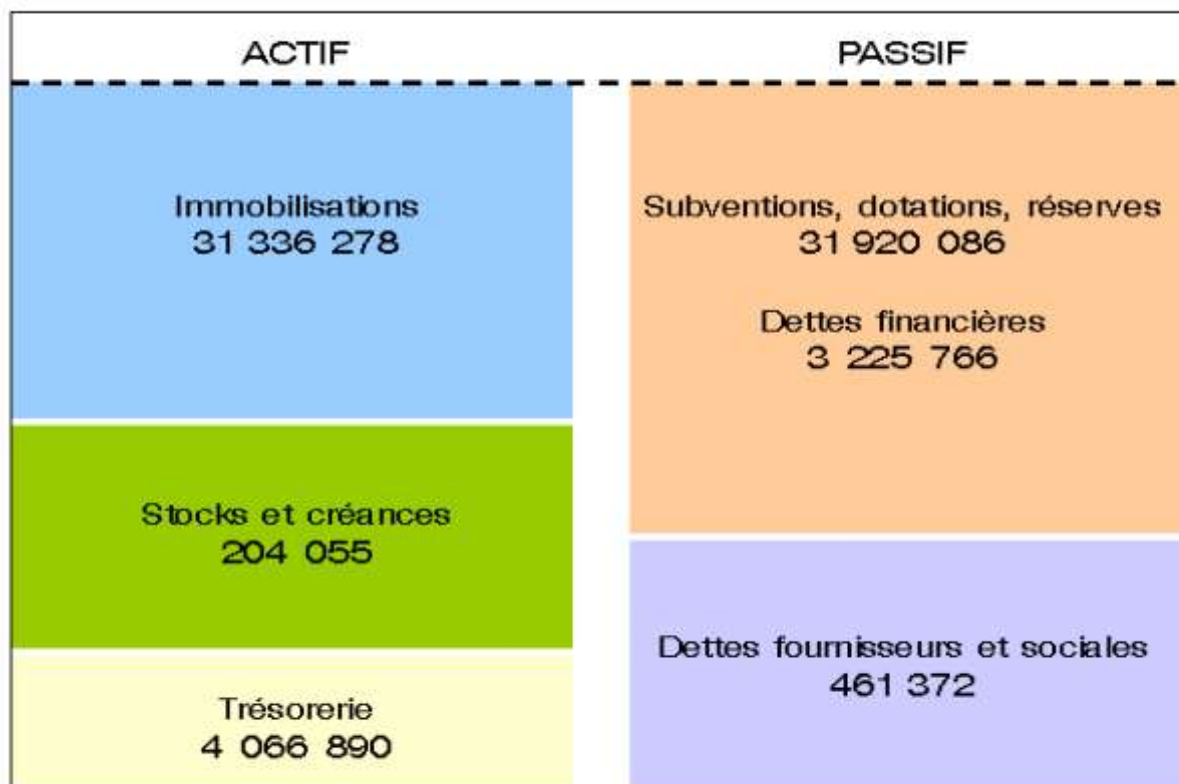 ACTIF
PASSIF
Immobilisations
31 336 278
Stocks et créances
204 055
Trésorerie
4 066 890
Subventions, dotations, réserves
31 920 086
Dettes financières
3 225 766
Dettes fournisseurs et sociales
461 372